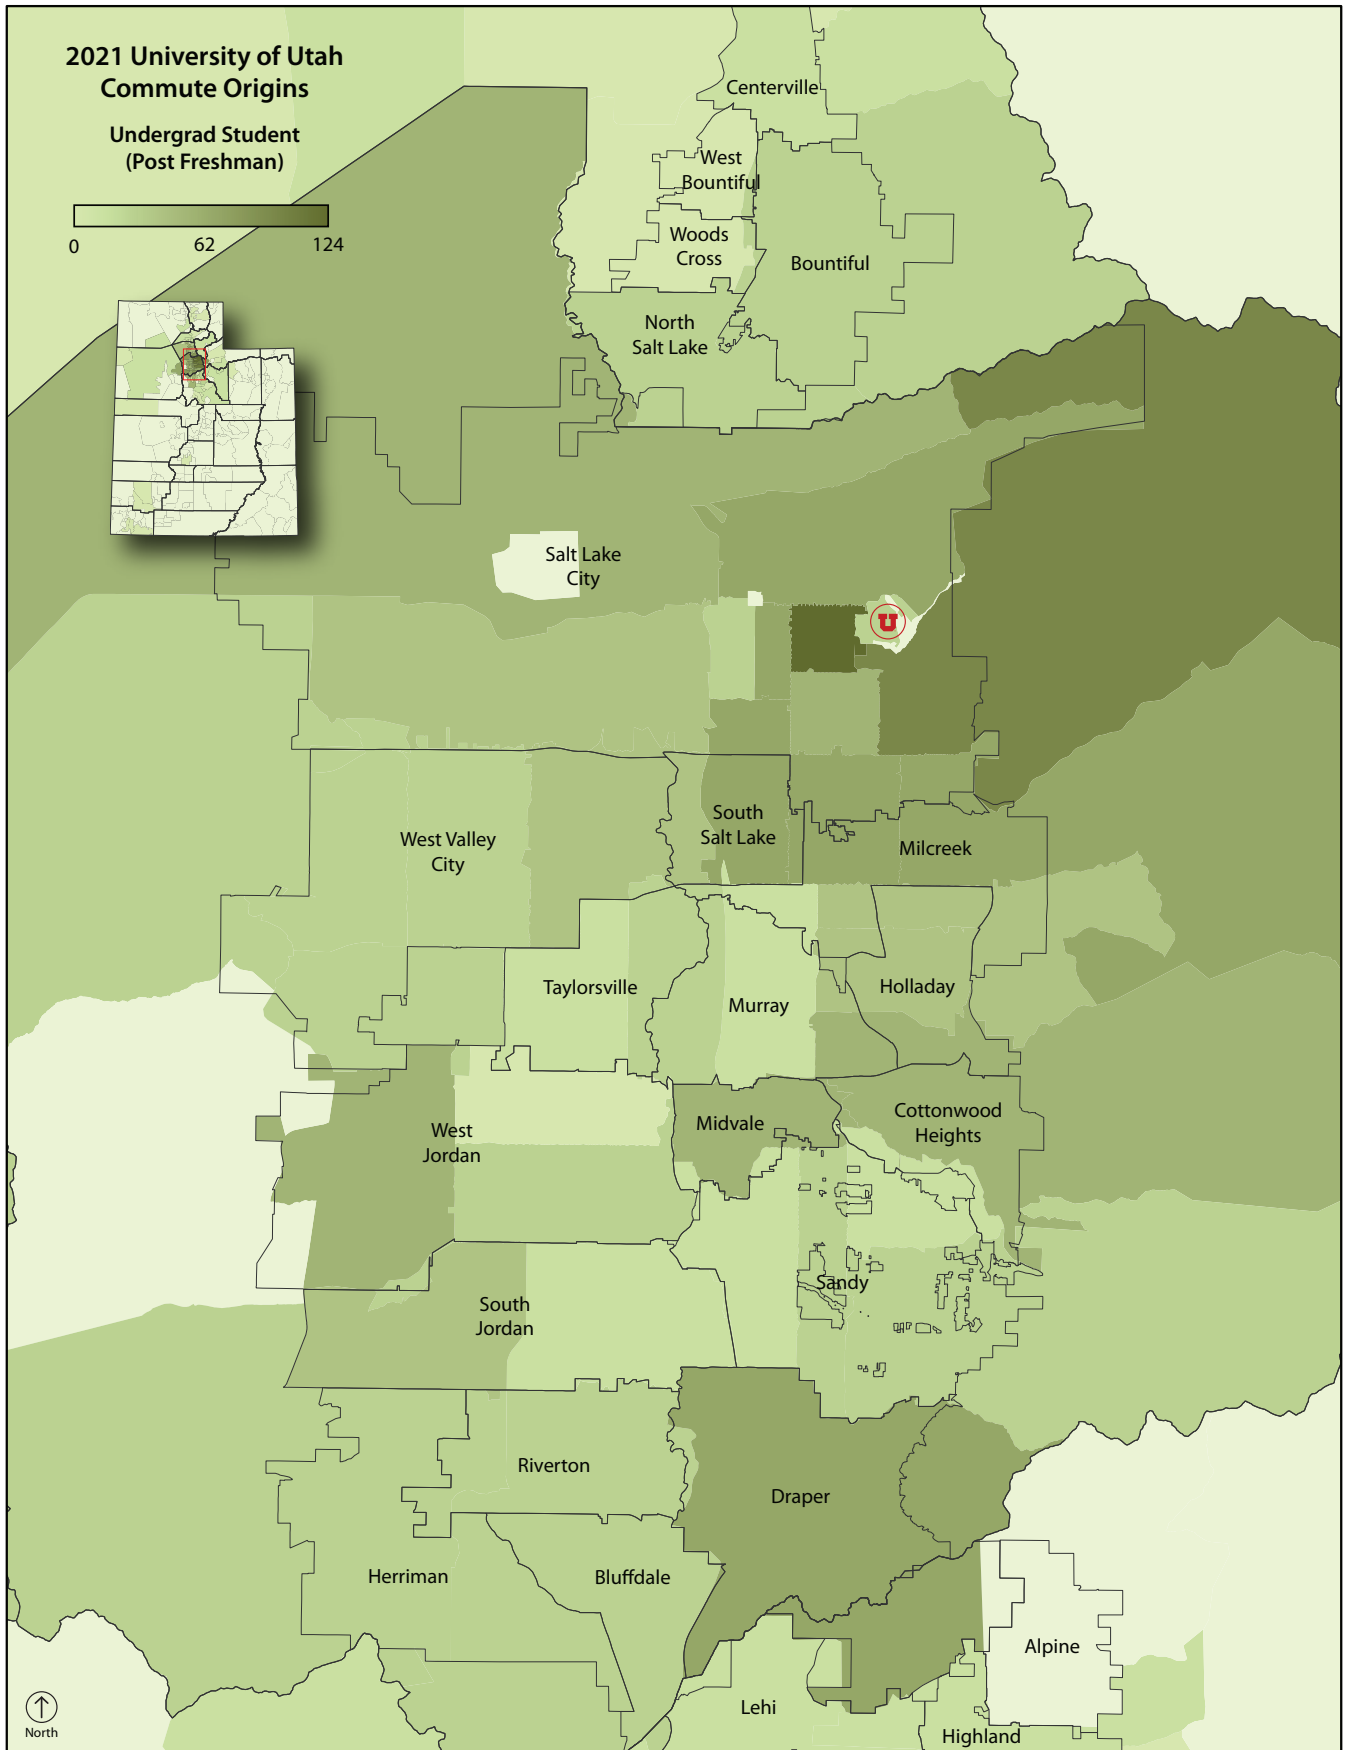 2021 University of Utah
Commute Origins
Undergrad Student
(Post Freshman)
0 62 124
Centerville
West
Bountiful
Woods
Cross
Bountiful
North
Salt Lake
Salt Lake
City
U
South
Salt Lake
West Valley
City
Milcreek
Taylorsville
Murray
Holladay
West
Jordan
Midvale
Cottonwood
Heights
Sandy
South
Jordan
Riverton
Draper
Herriman
Bluffdale
Alpine
Lehi
Highland
North